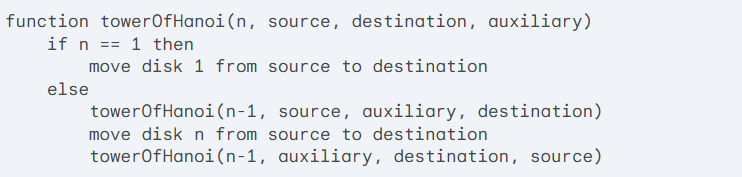 function towerOfHanoi(n, source, destination, auxiliary)
    if n == 1 then
        move disk 1 from source to destination
    else
        towerOfHanoi(n-1, source, auxiliary, destination)
        move disk n from source to destination
        towerOfHanoi(n-1, auxiliary, destination, source)